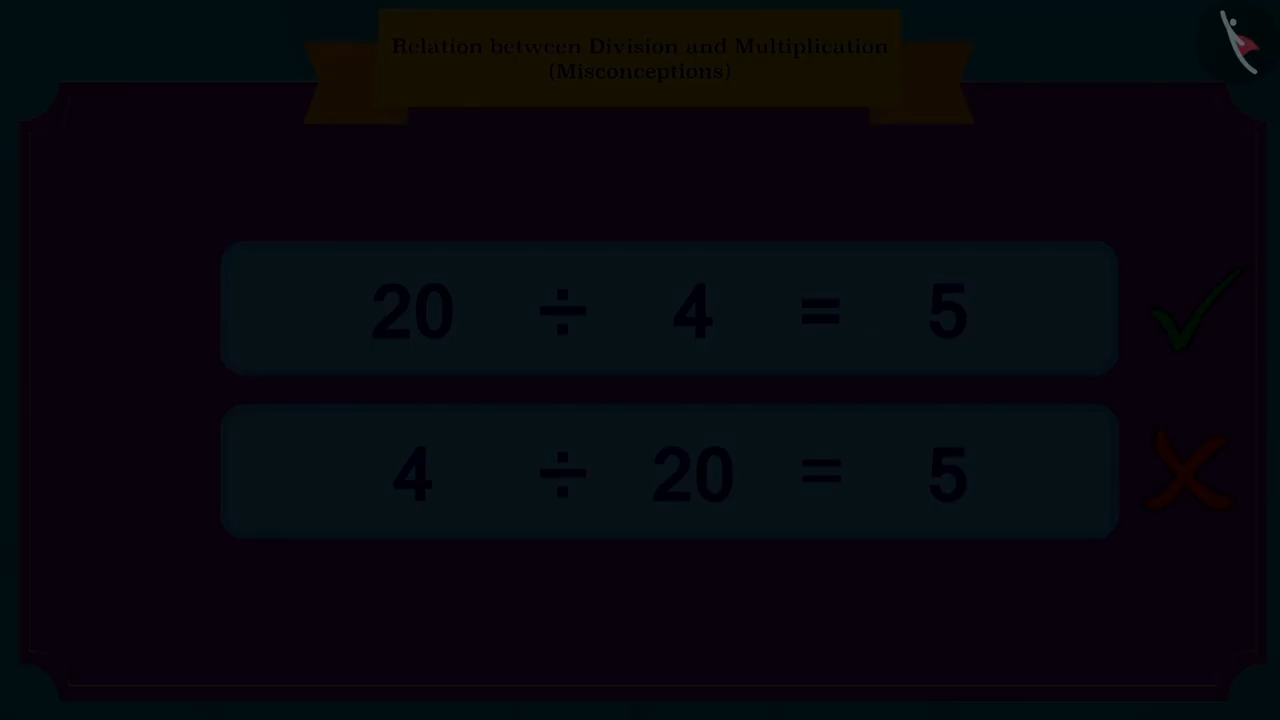 Relation between Division and Multiplication
(Misconceptions)
20 ÷ 4 = 5
4 ÷ 20 = 5